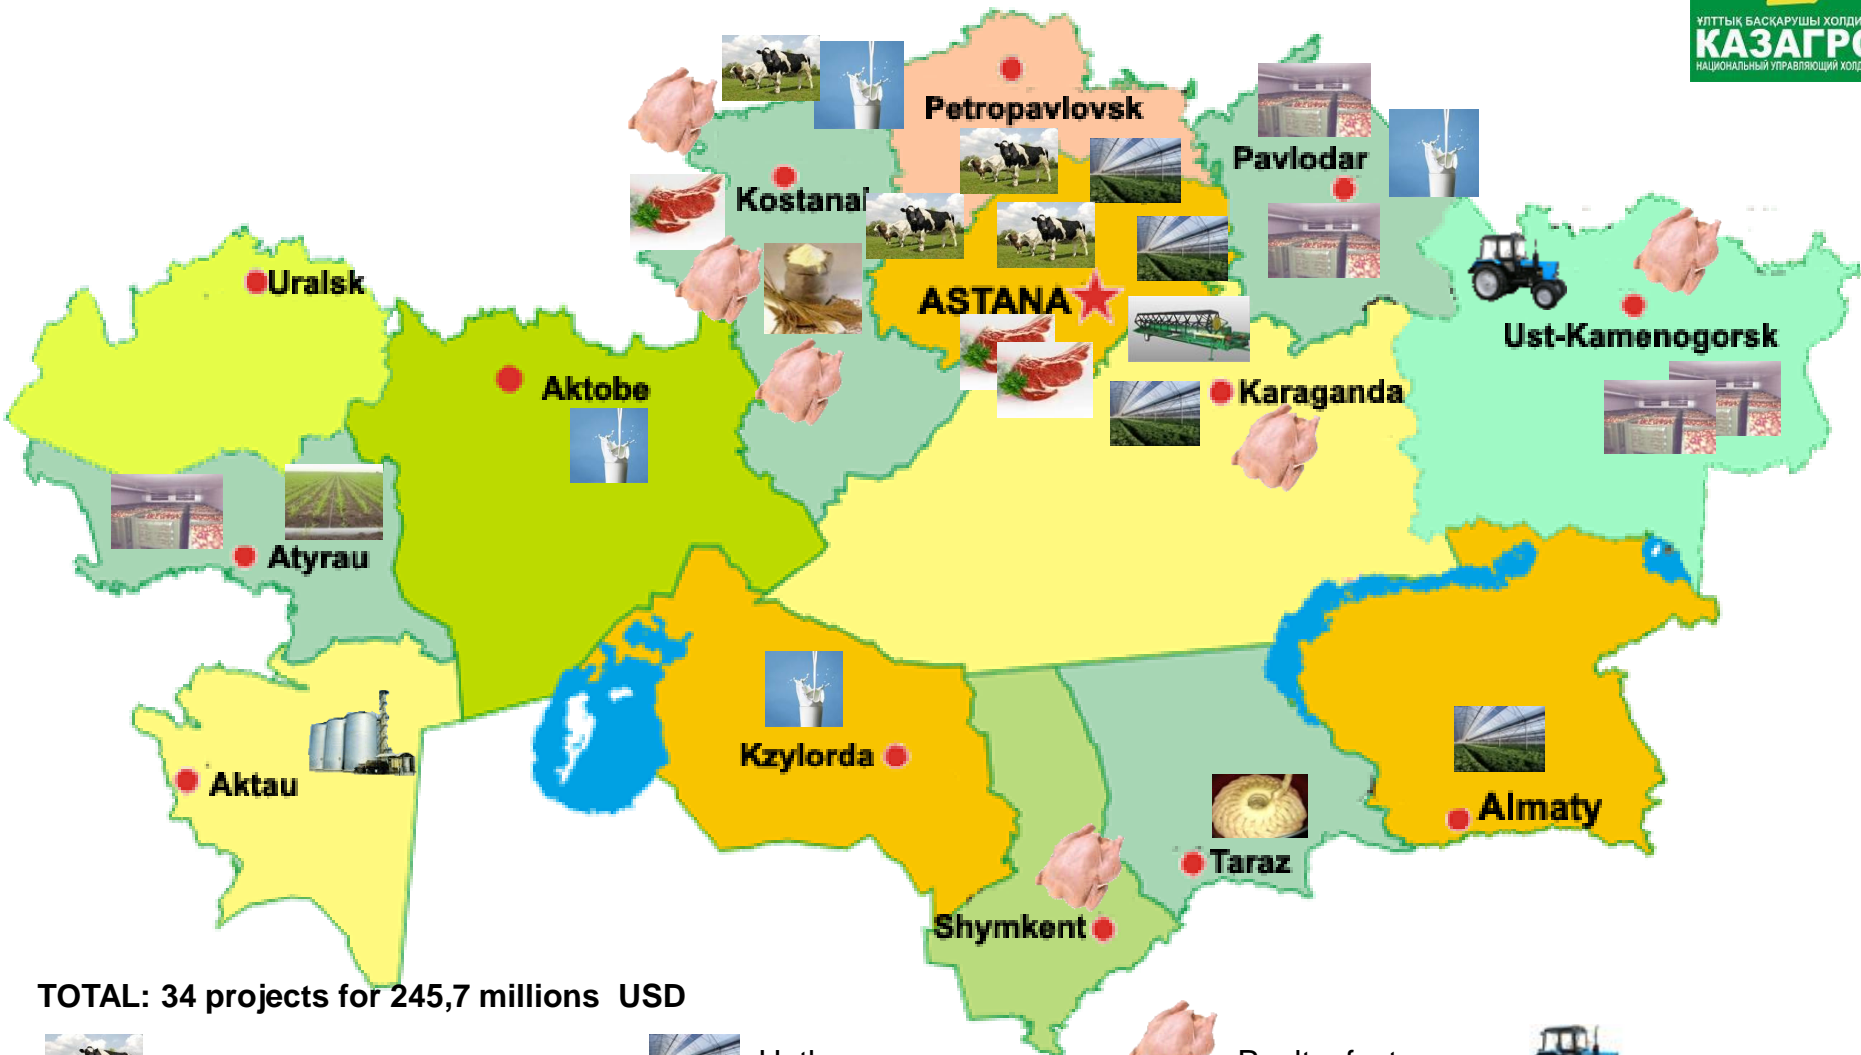 ҰЛТТЫҚ БАСҚАРУШЫ ХОЛДИ
КАЗАГРО
НАЦИОНАЛЬНЫЙ УПРАВЛЯЮЩИЙ ХОЛД
Petropavlovsk
Pavlodar
Kostanai
Uralsk
ASTANA
Ust-Kamenogorsk
Aktobe
Karaganda
Atyrau
Kzylorda
Aktau
Almaty
Taraz
Shymkent
TOTAL: 34 projects for 245,7 millions USD